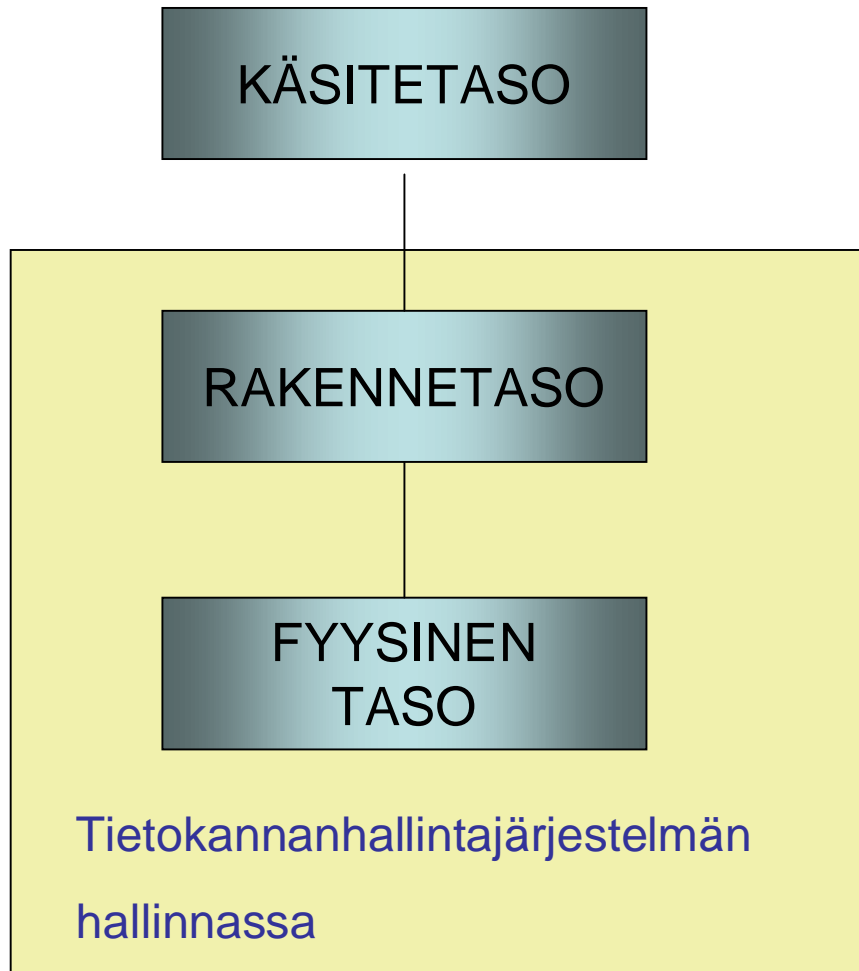 KÄSITETASO
RAKENNETASO
FYYSINEN
TASO
Tietokannanhallintajärjestelmän
hallinnassa